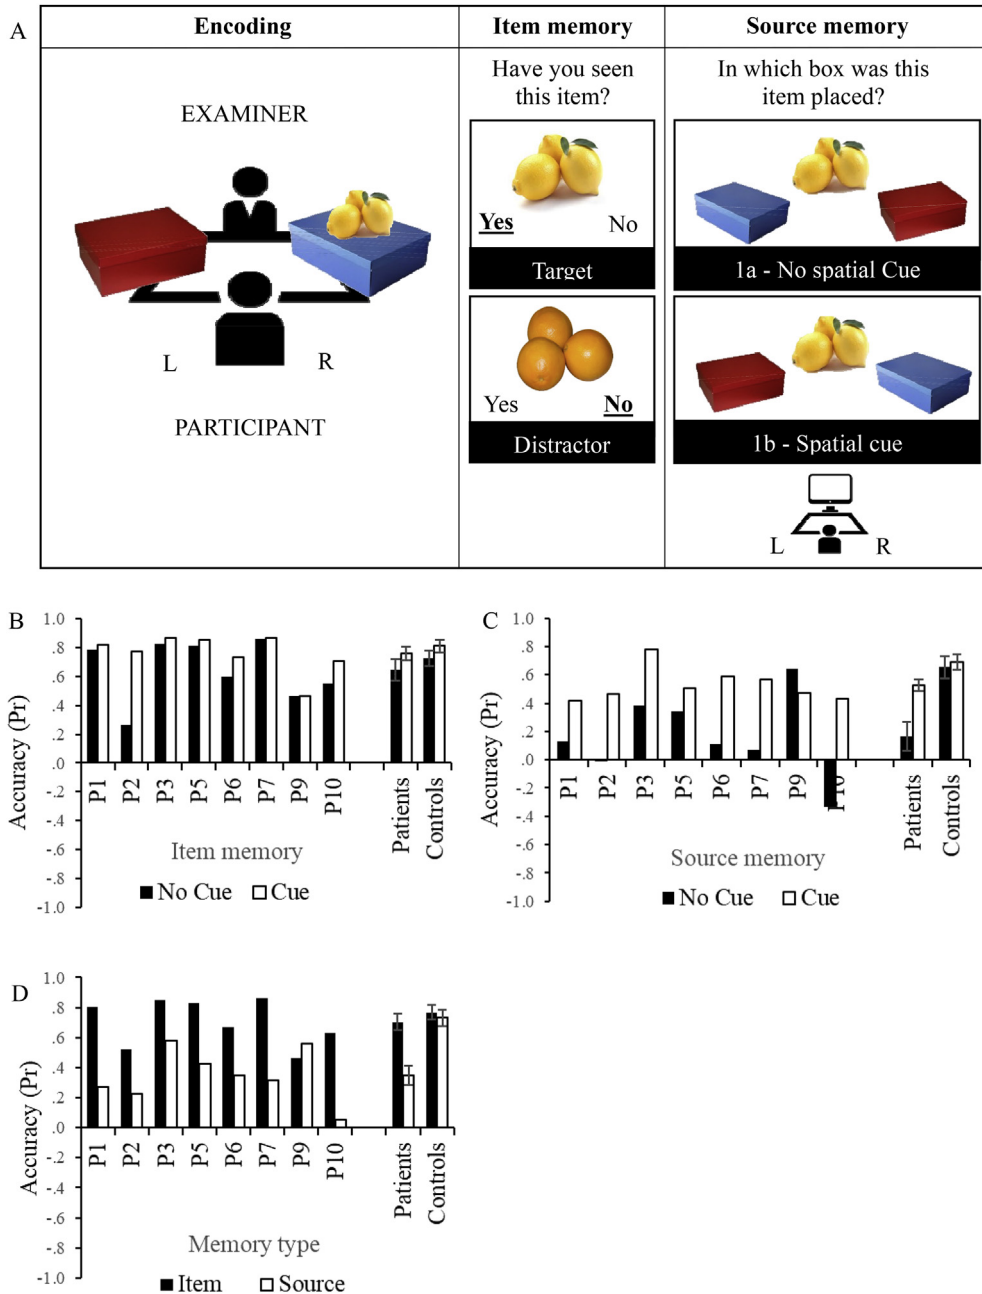 A
Encoding
Item memory
Source memory
EXAMINER
L
R
PARTICIPANT
Have you seen
this item?
Yes
No
Target
Yes
No
Distractor
In which box was this
item placed?
1a - No spatial Cue
1b - Spatial cue
L
R
B
Accuracy (Pr)
1.0
.8
.6
.4
.2
.0
-.2
-.4
-.6
-.8
-1.0
P1
P2
P3
P5
P6
P7
P9
P10
Patients
Controls
Item memory
No Cue
Cue
C
Accuracy (Pr)
1.0
.8
.6
.4
.2
.0
-.2
-.4
-.6
-.8
-1.0
P1
P2
P3
P5
P6
P7
P9
P10
Patients
Controls
Source memory
No Cue
Cue
D
Accuracy (Pr)
1.0
.8
.6
.4
.2
.0
-.2
-.4
-.6
-.8
-1.0
P1
P2
P3
P5
P6
P7
P9
P10
Patients
Controls
Memory type
Item
Source